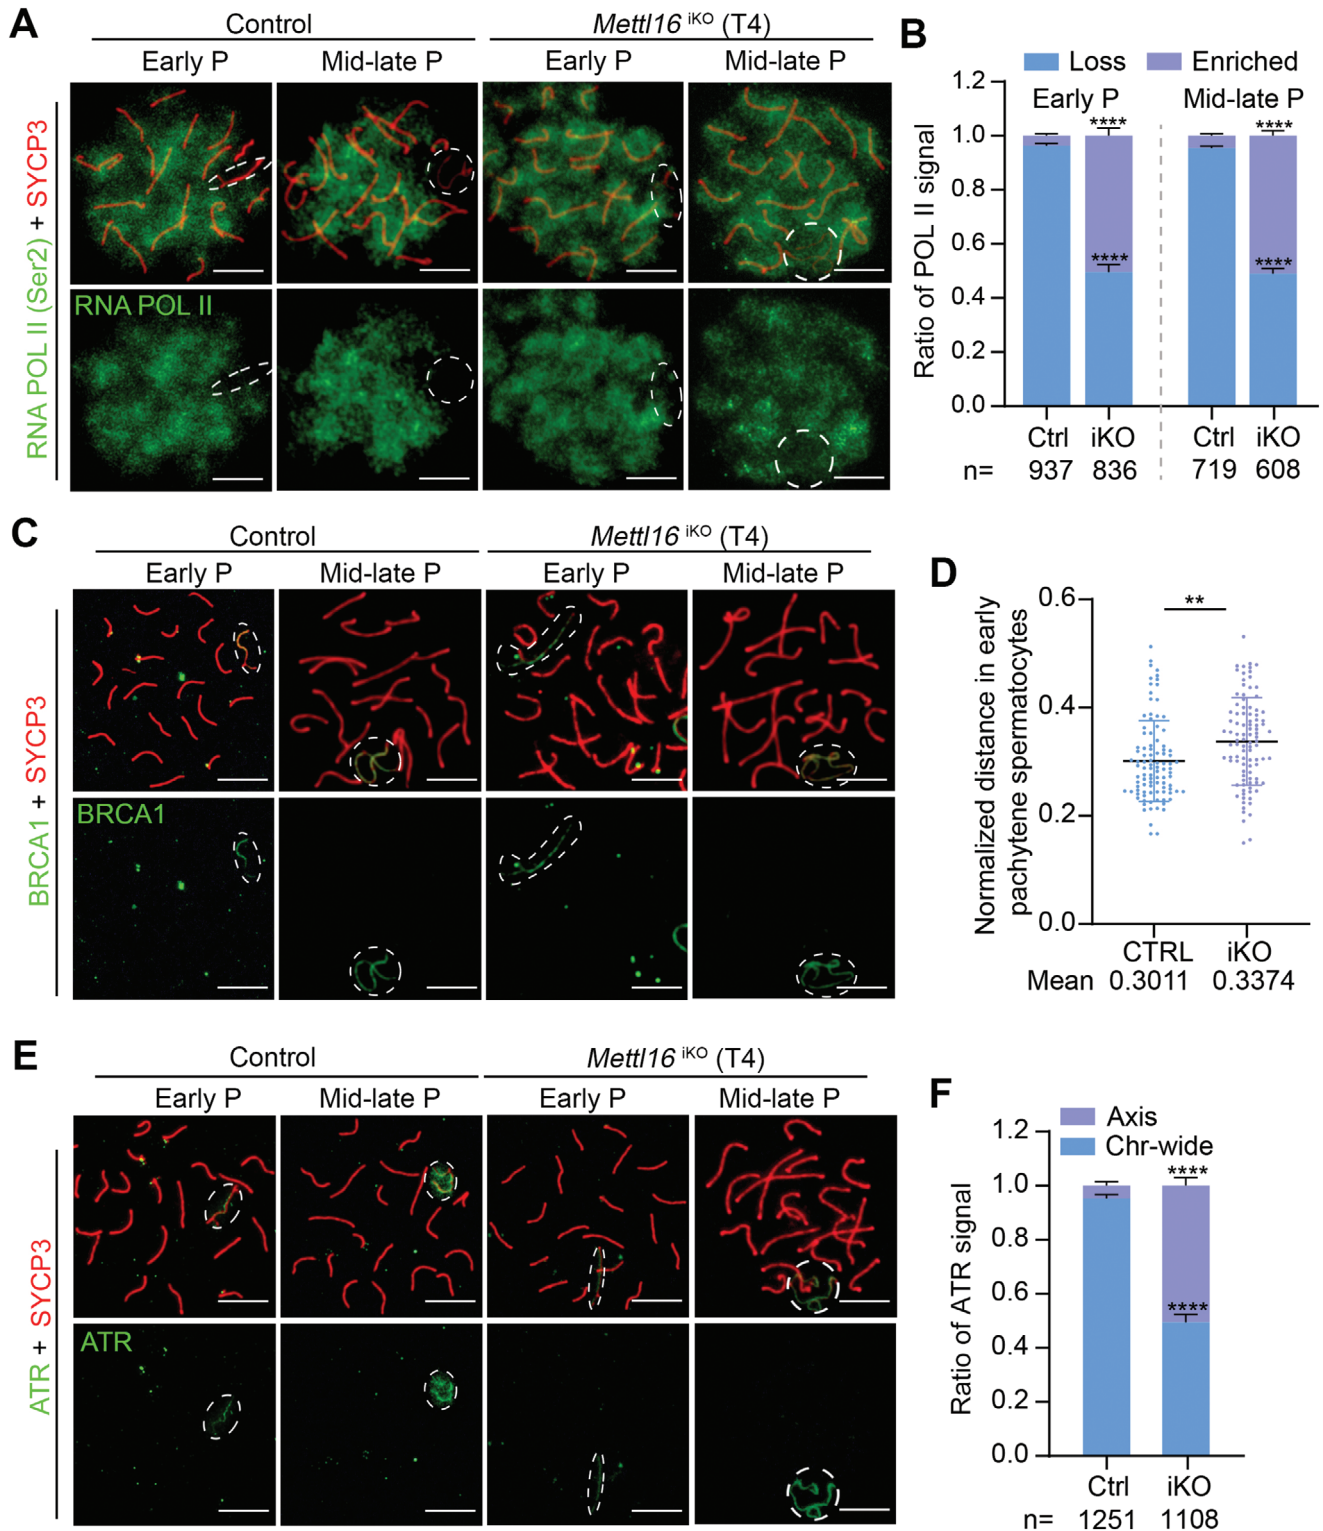 A
Control
Mettl16 iKO (T4)
Early P
Mid-late P
Early P
Mid-late P
RNA POL II (Ser2) + SYCP3
RNA POL II
B
Loss
Enriched
Early P
Mid-late P
Ratio of POL II signal
1.2
1.0
0.8
0.6
0.4
0.2
0.0
****
****
****
****
Ctrl
iKO
Ctrl
iKO
n=
937
836
719
608
C
Control
Mettl16 iKO (T4)
Early P
Mid-late P
Early P
Mid-late P
BRCA1 + SYCP3
BRCA1
D
Normalized distance in early
pachytene spermatocytes
0.6
0.4
0.2
0.0
**
CTRL
iKO
Mean
0.3011
0.3374
E
Control
Mettl16 iKO (T4)
Early P
Mid-late P
Early P
Mid-late P
ATR + SYCP3
ATR
F
Axis
Chr-wide
Ratio of ATR signal
1.2
1.0
0.8
0.6
0.4
0.2
0.0
****
****
Ctrl
iKO
n=
1251
1108